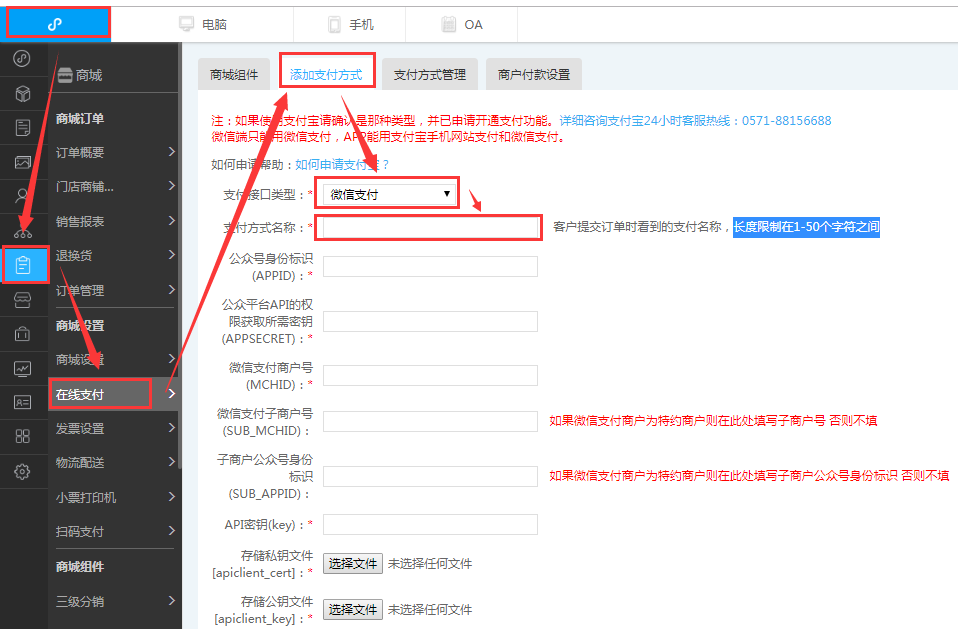 电脑
手机
OA
商城
商城订单
订单概要
门店商铺...
销售报表
退换货
订单管理
商城设置
商城设置
在线支付
发票设置
物流配送
小票打印机
扫码支付
商城组件
三级分销
商城组件
添加支付方式
支付方式管理
商户付款设置
注：如果使用支付宝请确认是那种类型，并已申请开通支付功能。详细咨询支付宝24小时客服热线：0571-88156688
微信端只能用微信支付，APP能用支付宝手机网站支付和微信支付。
如何申请帮助：如何申请支付宝？
支付接口类型：* 微信支付
支付方式名称：* 客户提交订单时看到的支付名称，长度限制在1-50个字符之间
公众号身份标识
(APPID)：*
公众平台API的权
限获取所需密钥
(APPSECRET)：*
微信支付商户号
(MCHID)：*
微信支付子商户号
(SUB_MCHID)： 如果微信支付商户为特约商户则在此处填写子商户号 否则不填
子商户公众号身份
标识
(SUB_APPID)： 如果微信支付商户为特约商户则在此处填写子商户公众号身份标识 否则不填
API密钥(key)：*
存储私钥文件
[apiclient_cert]：* 选择文件 未选择任何文件
存储公钥文件
[apiclient_key]：* 选择文件 未选择任何文件